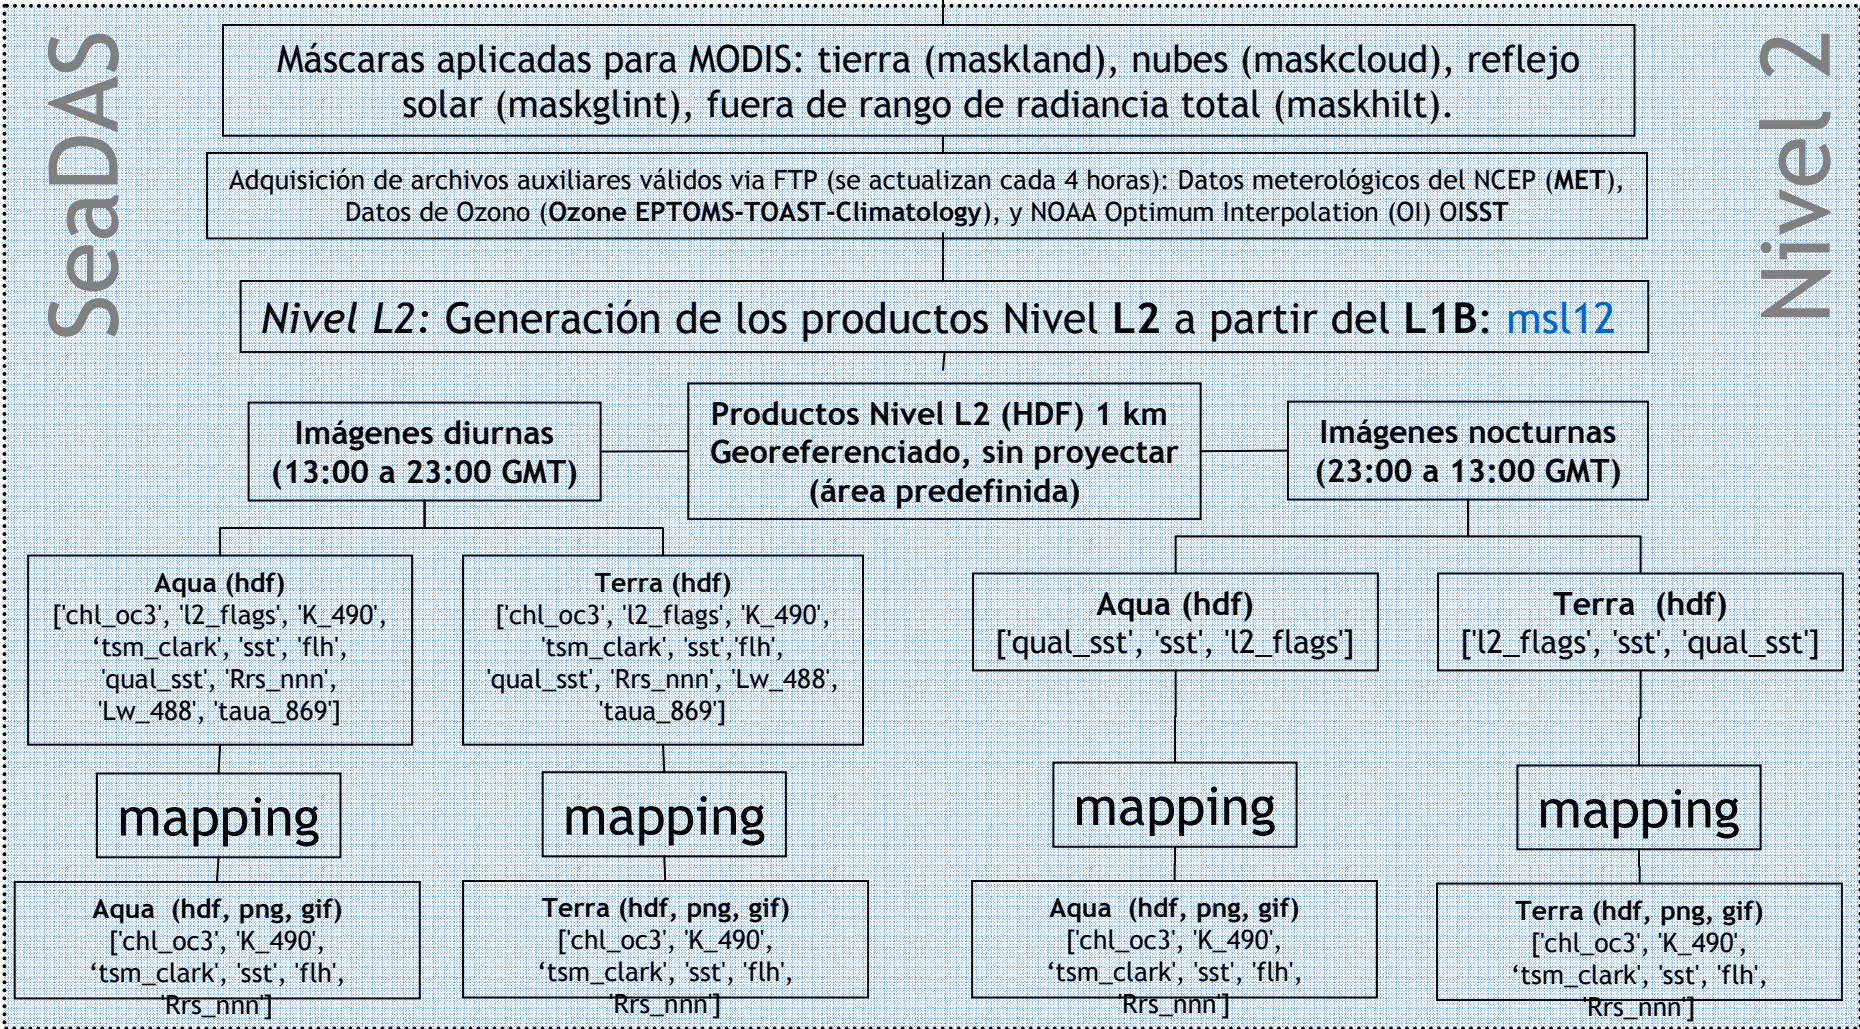 SeaDAS
Nivel 2
Máscaras aplicadas para MODIS: tierra (maskland), nubes (maskcloud), reflejo
solar (maskglint), fuera de rango de radiancia total (maskhilt).
Adquisición de archivos auxiliares válidos via FTP (se actualizan cada 4 horas): Datos meterológicos del NCEP (MET),
Datos de Ozono (Ozone EPTOMS-TOAST-Climatology), y NOAA Optimum Interpolation (OI) OISST
Nivel L2: Generación de los productos Nivel L2 a partir del L1B: msl12
Imágenes diurnas
(13:00 a 23:00 GMT)
Productos Nivel L2 (HDF) 1 km
Georeferenciado, sin proyectar
(área predefinida)
Imágenes nocturnas
(23:00 a 13:00 GMT)
Aqua (hdf)
['chl_oc3', 'l2_flags', 'K_490',
‘tsm_clark', 'sst', 'flh',
'qual_sst', 'Rrs_nnn',
'Lw_488', 'taua_869']
Terra (hdf)
['chl_oc3', 'l2_flags', 'K_490',
'tsm_clark', 'sst','flh',
'qual_sst', 'Rrs_nnn', 'Lw_488',
'taua_869']
Aqua (hdf)
['qual_sst', 'sst', 'l2_flags']
Terra (hdf)
['l2_flags', 'sst', 'qual_sst']
mapping
mapping
mapping
mapping
Aqua (hdf, png, gif)
['chl_oc3', 'K_490',
‘tsm_clark', 'sst', 'flh',
'Rrs_nnn']
Terra (hdf, png, gif)
['chl_oc3', 'K_490',
‘tsm_clark', 'sst', 'flh',
'Rrs_nnn']
Aqua (hdf, png, gif)
['chl_oc3', 'K_490',
‘tsm_clark', 'sst', 'flh',
'Rrs_nnn']
Terra (hdf, png, gif)
['chl_oc3', 'K_490',
‘tsm_clark', 'sst', 'flh',
'Rrs_nnn']